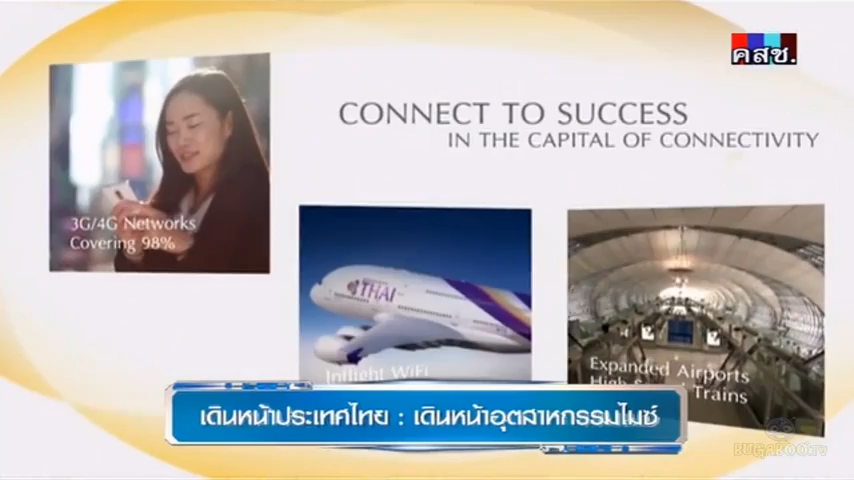 คสช.
CONNECT TO SUCCESS
IN THE CAPITAL OF CONNECTIVITY
3G/4G Networks
Covering 98%
THAI
Inflight WiFi
Expanded Airports
Trains
เดินหน้าประเทศไทย : เดินหน้าอุตสาหกรรมไมซ์
BUGABOO.TV